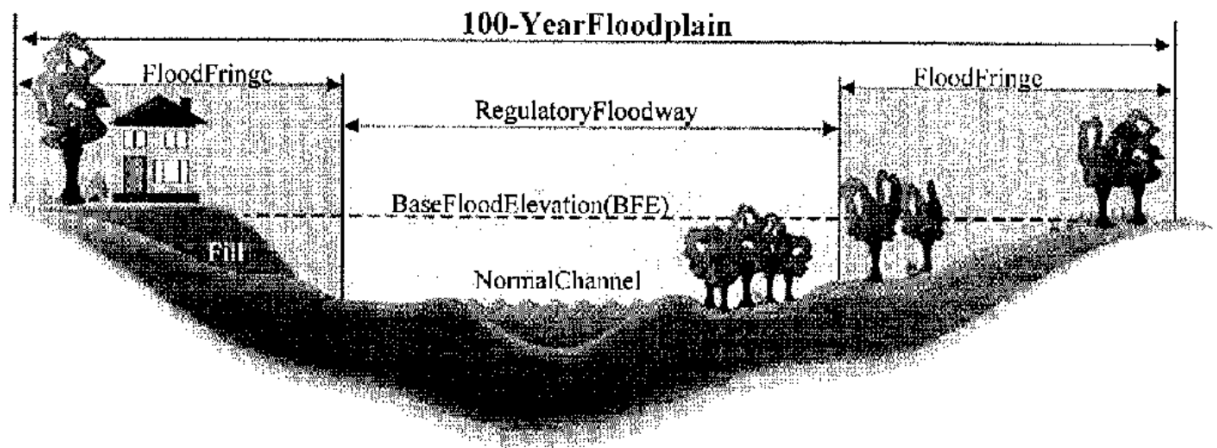 100-YearFloodplain
FloodFringe
FloodFringe
RegulatoryFloodway
BaseFloodElevation(BFE)
Fill
NormalChannel